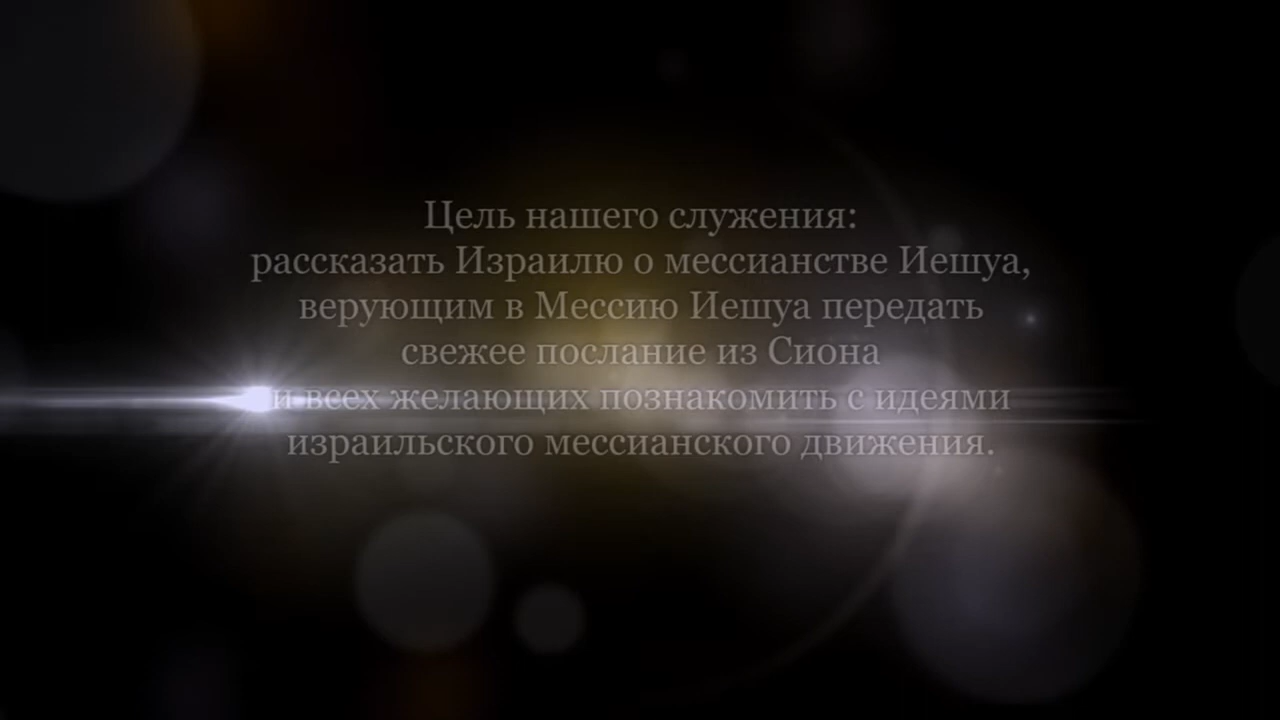 Цель нашего служения:
рассказать Израилю о мессианстве Иешуа,
верующим в Мессию Иешуа передать
свежее послание из Сиона
и всех желающих познакомить с идеями
израильского мессианского движения.